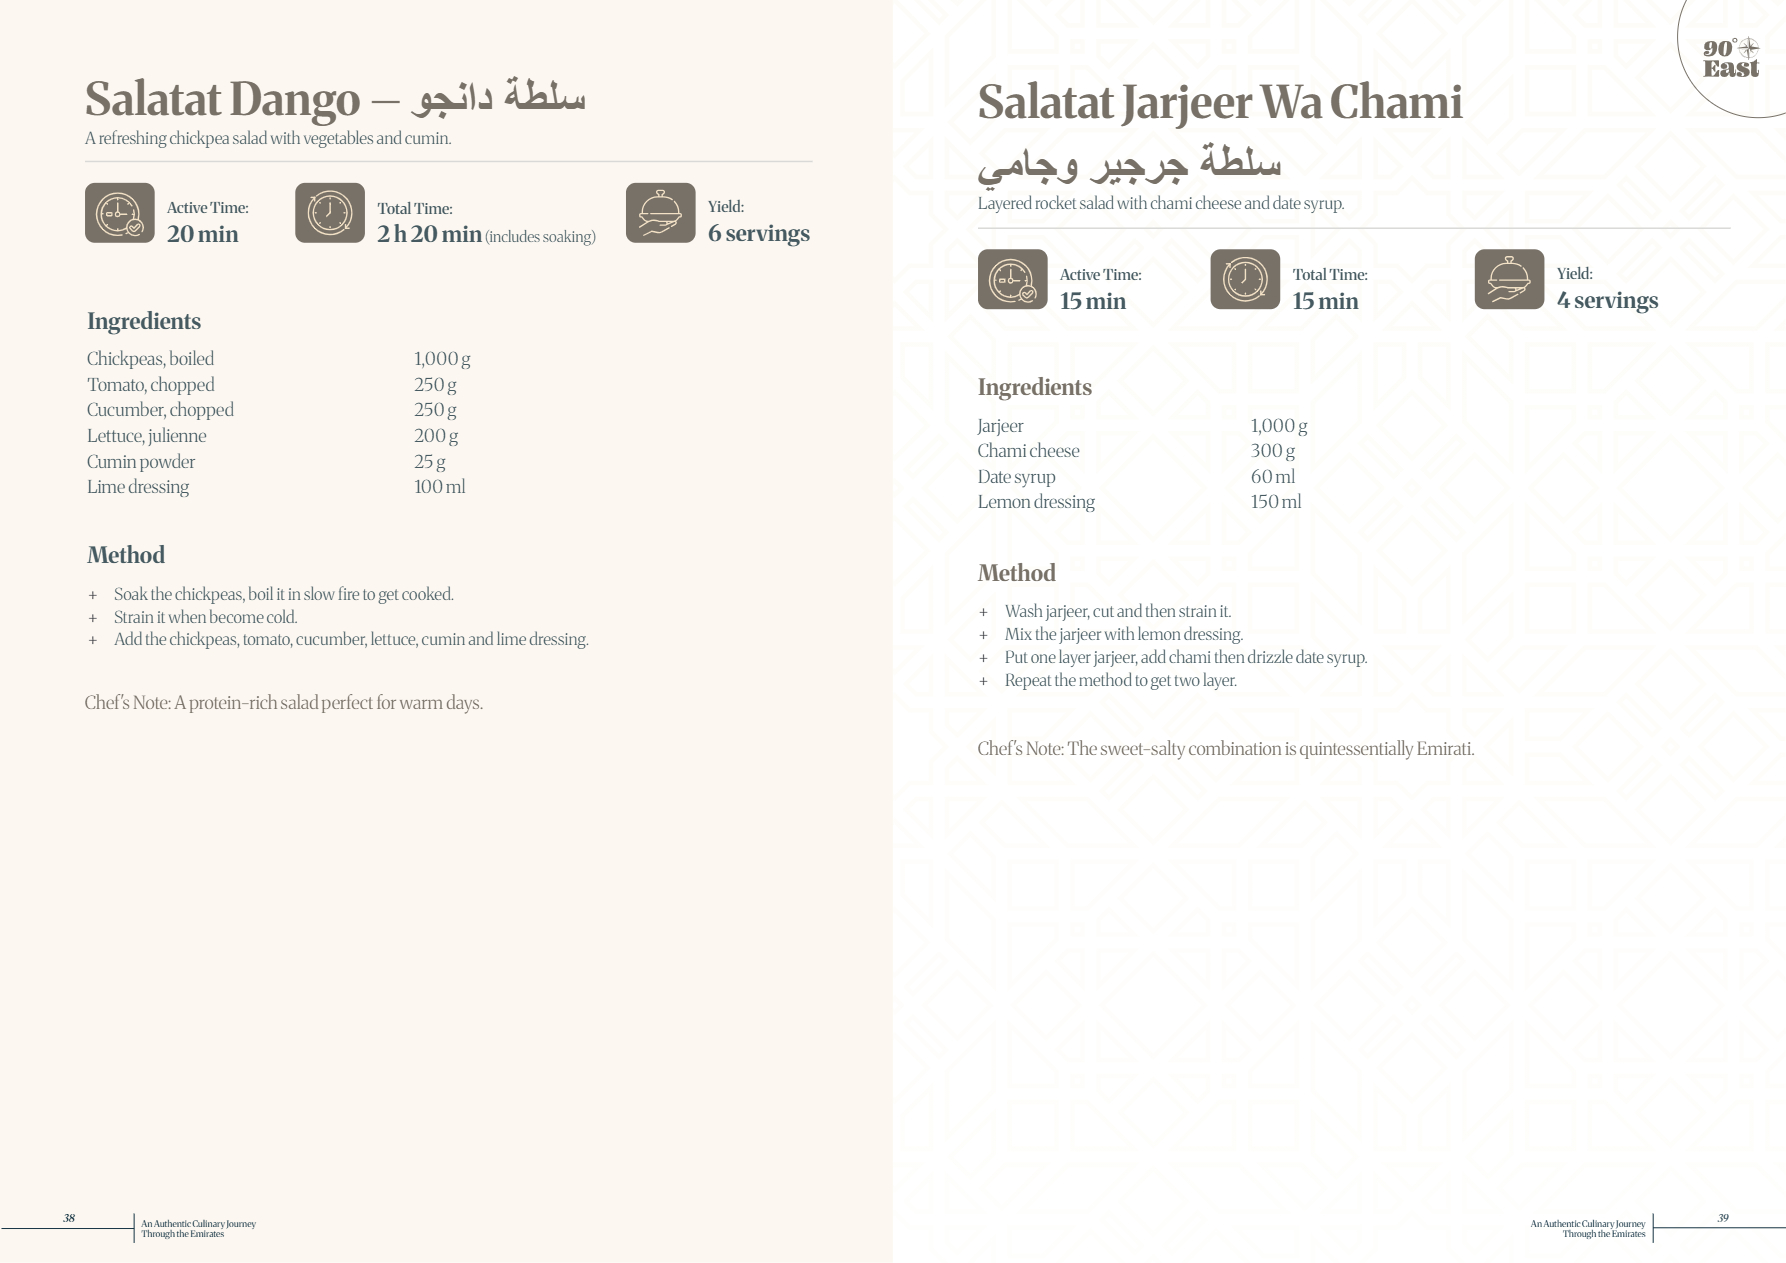 Salatat Dango – سلطة دانجو
A refreshing chickpea salad with vegetables and cumin.
Active Time:
20 min
Total Time:
2 h 20 min (includes soaking)
Yield:
6 servings
Ingredients
Chickpeas, boiled 1,000 g
Tomato, chopped 250 g
Cucumber, chopped 250 g
Lettuce, julienne 200 g
Cumin powder 25 g
Lime dressing 100 ml
Method
+ Soak the chickpeas, boil it in slow fire to get cooked.
+ Strain it when become cold.
+ Add the chickpeas, tomato, cucumber, lettuce, cumin and lime dressing.
Chef's Note: A protein-rich salad perfect for warm days.
38
An Authentic Culinary Journey
Through the Emirates
90°
East
Salatat Jarjeer Wa Chami
سلطة جرجير وجامي
Layered rocket salad with chami cheese and date syrup.
Active Time:
15 min
Total Time:
15 min
Yield:
4 servings
Ingredients
Jarjeer 1,000 g
Chami cheese 300 g
Date syrup 60 ml
Lemon dressing 150 ml
Method
+ Wash jarjeer, cut and then strain it.
+ Mix the jarjeer with lemon dressing.
+ Put one layer jarjeer, add chami then drizzle date syrup.
+ Repeat the method to get two layer.
Chef's Note: The sweet-salty combination is quintessentially Emirati.
An Authentic Culinary Journey
Through the Emirates
39